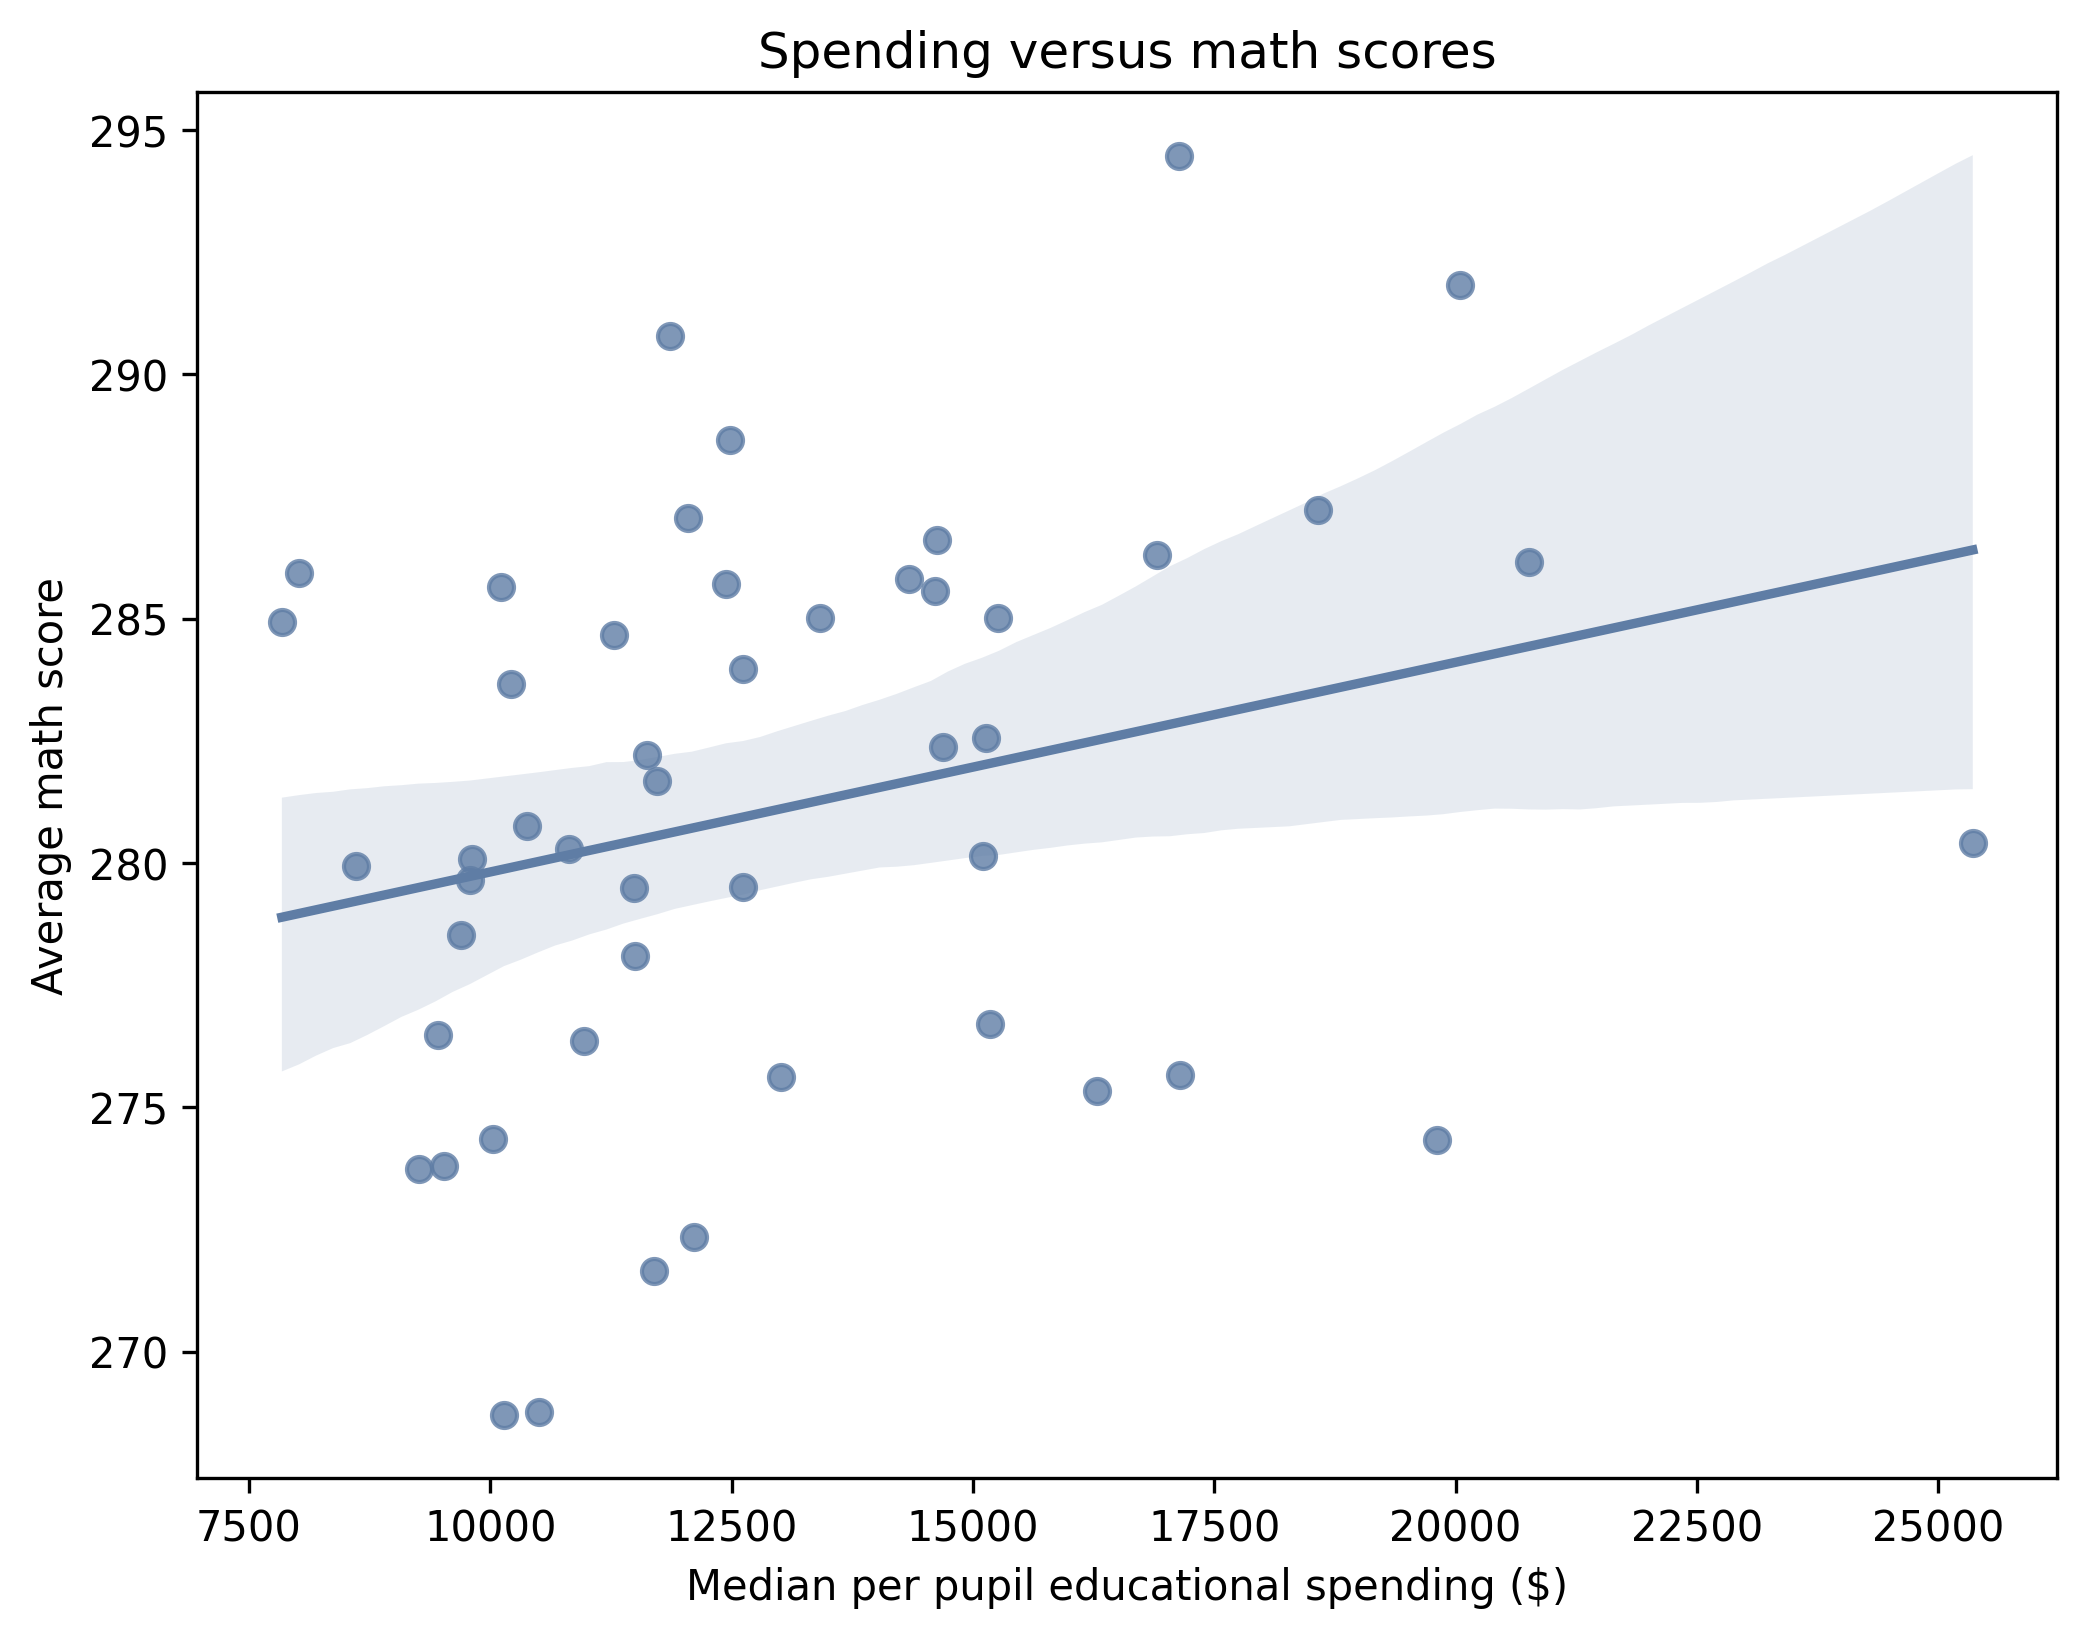 Spending versus math scores
295
290
285
280
275
270
Average math score
7500 10000 12500 15000 17500 20000 22500 25000
Median per pupil educational spending ($)